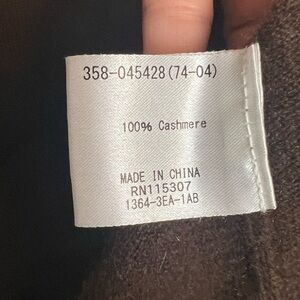 358-045428(74-04)
100% Cashmere
MADE IN CHINA
RN115307
1364-3EA-1AB